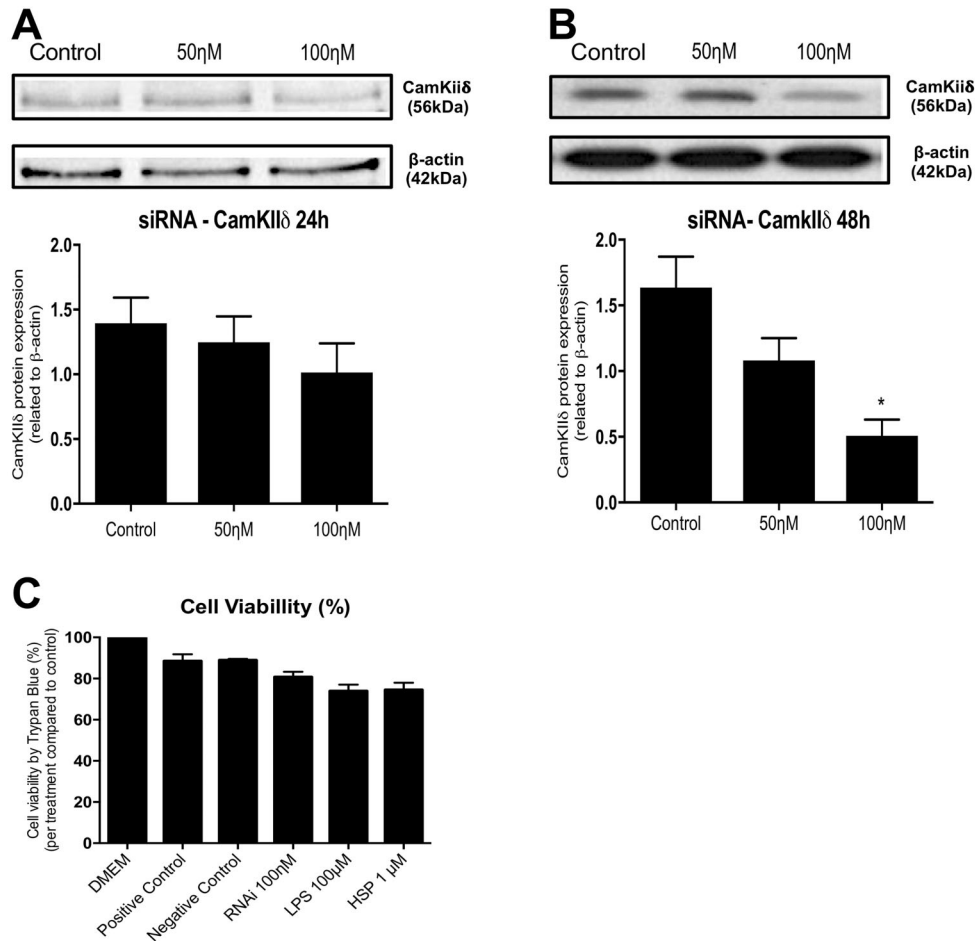 A
Control 50ηM 100ηM
CamKiiδ
(56kDa)
β-actin
(42kDa)
siRNA - CamKIIδ 24h
CamKIIδ protein expression
(related to β-actin)
2.0
1.5
1.0
0.5
0.0
Control 50ηM 100ηM
B
Control 50ηM 100ηM
CamKiiδ
(56kDa)
β-actin
(42kDa)
siRNA- CamkIIδ 48h
CamKIIδ protein expression
(related to β-actin)
2.0
1.5
1.0
0.5
0.0
*
Control 50ηM 100ηM
C
Cell Viabillity (%)
Cell viability by Trypan Blue (%)
(per treatment compared to control)
100
80
60
40
20
0
DMEM
Positive Control
Negative Control
RNAi 100ηM
LPS 100μM
HSP 1 μM